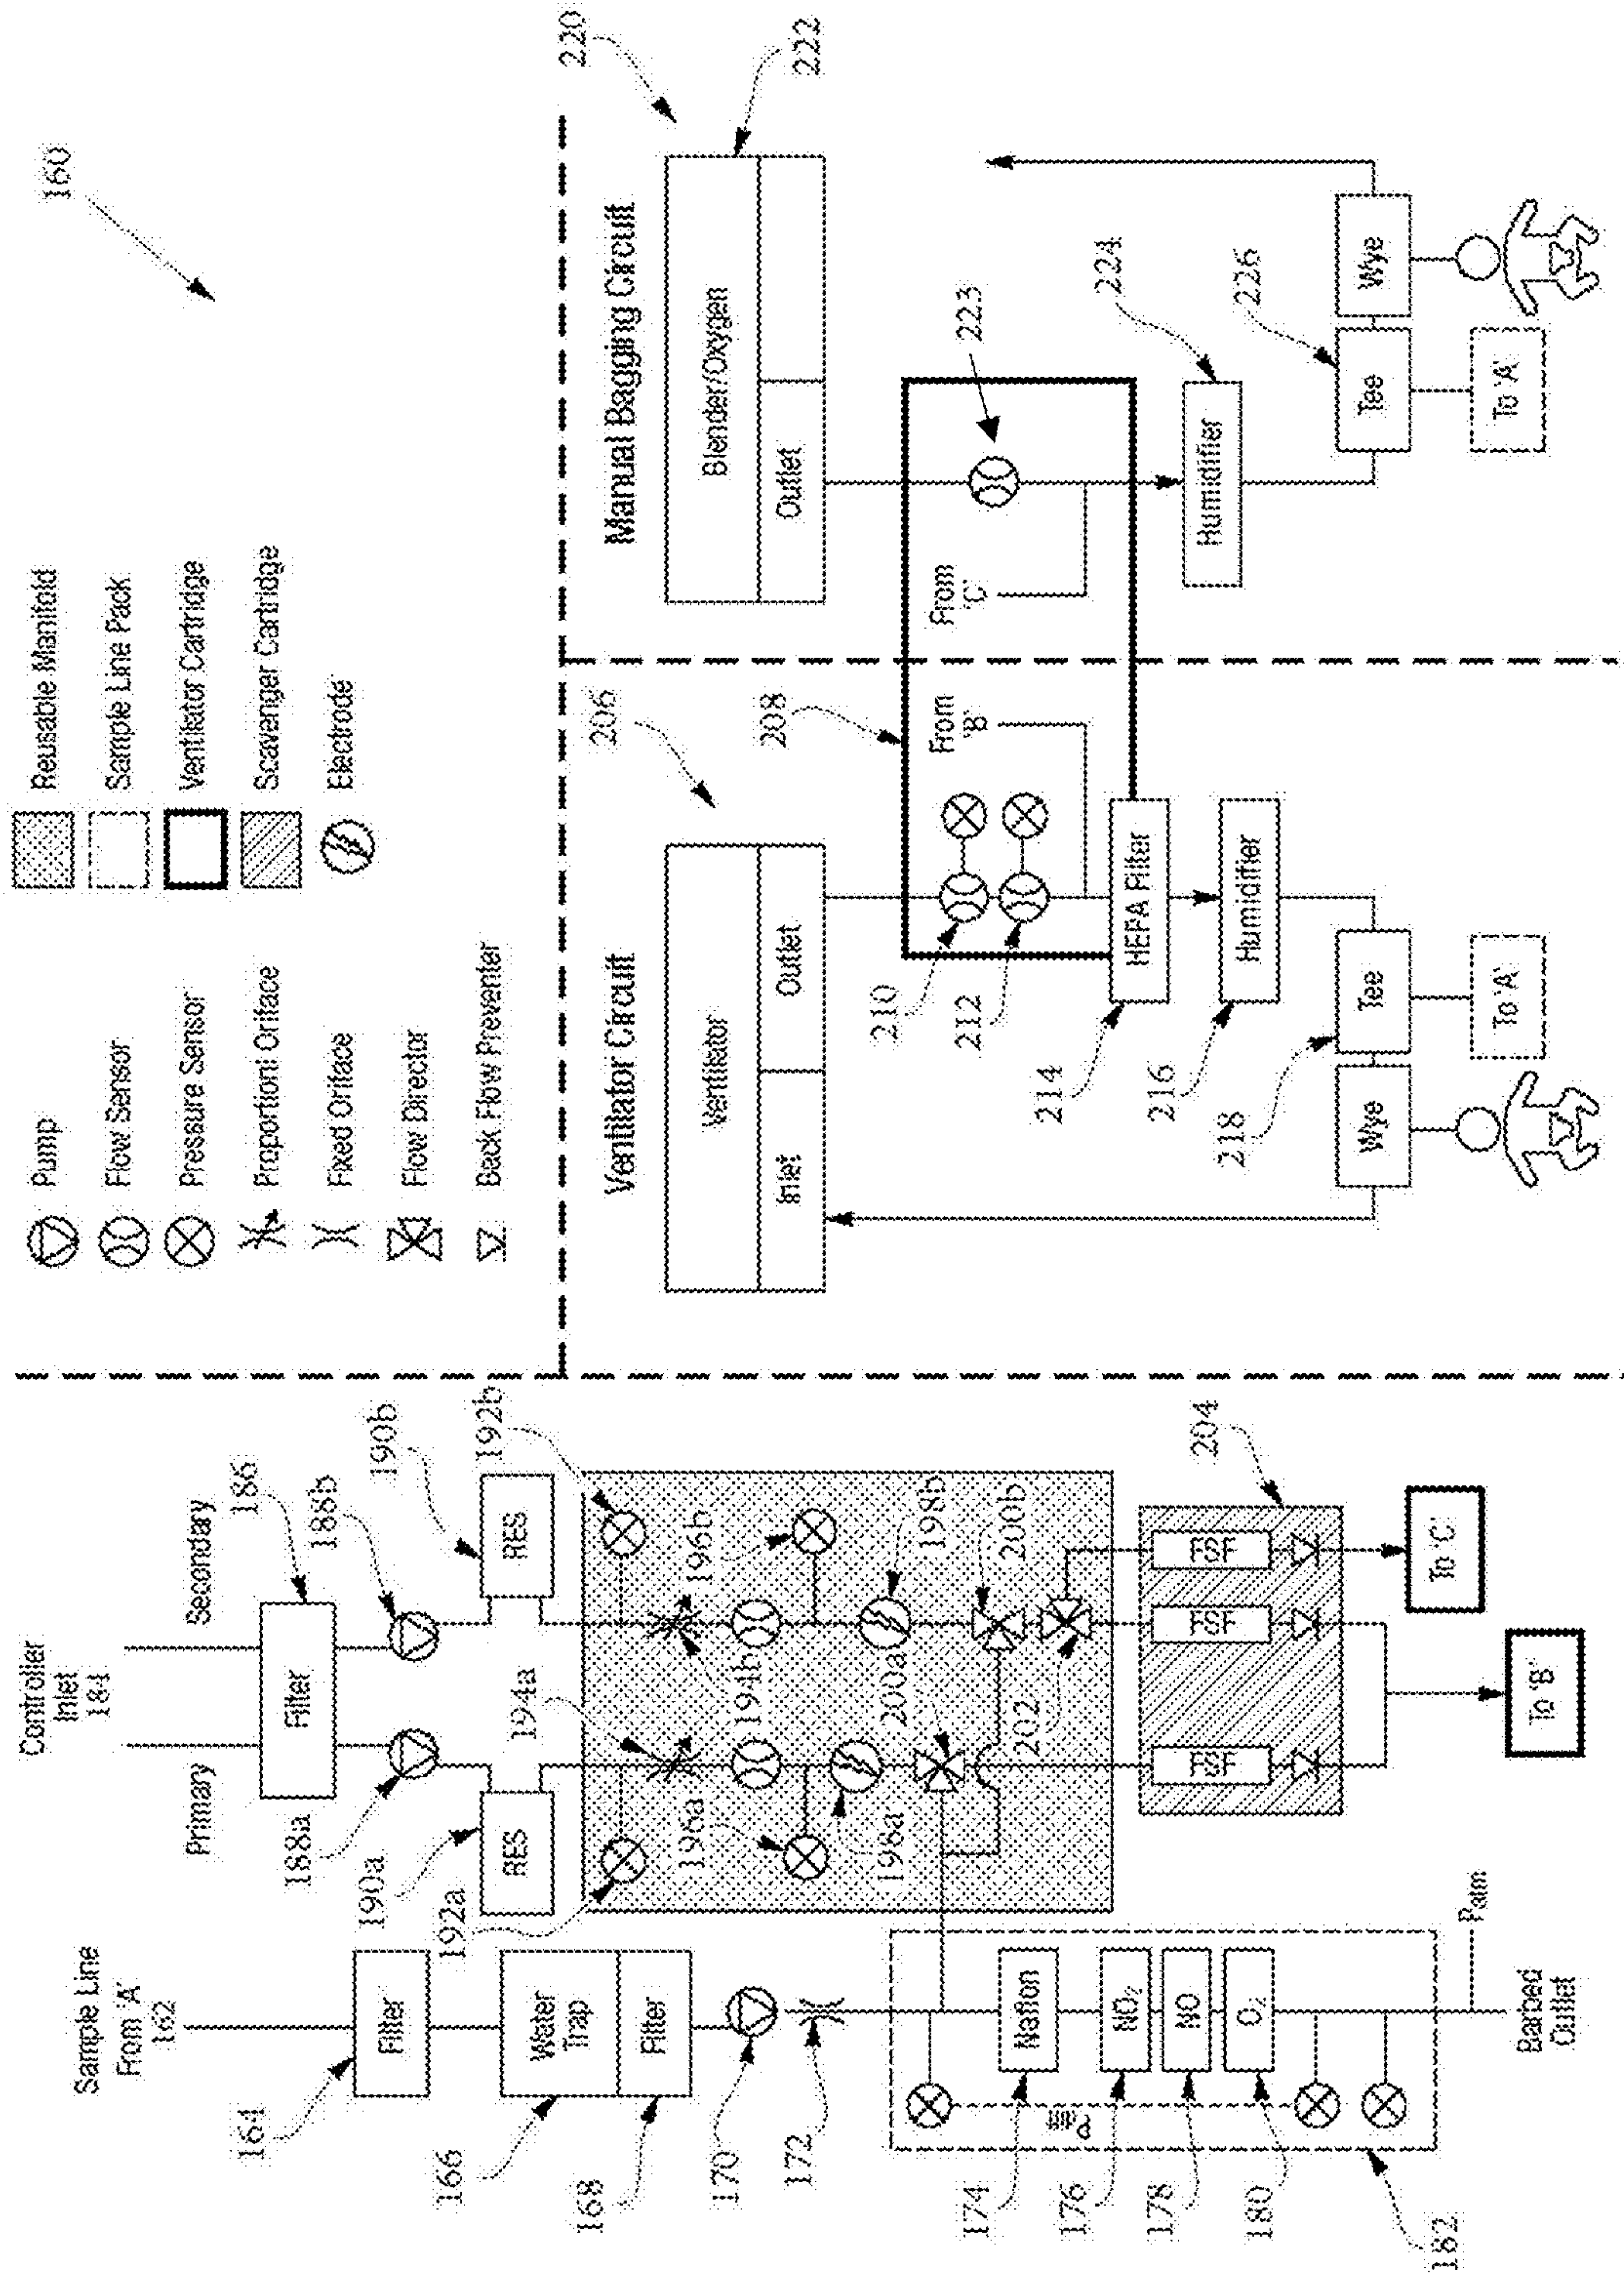 160
Pump
Flow Sensor
Pressure Sensor
Proportionl Oriface
Fixed Oriface
Flow Director
Back Flow Preventer
Reusable Manifold
Sample Line Pack
Ventilator Cartridge
Scavenger Cartridge
Electrode
Sample Line
From 'A'
162
Filter
164
Water
Trap
166
Filter
168
170
172
Nafion
174
NO2
176
NO
178
O2
180
182
Patm
Barbed
Outlet
Controller
Inlet
184
Primary
Secondary
Filter
186
188a
188b
RES
190a
RES
190b
192a
192b
194a
194b
196a
196b
198a
198b
200a
200b
202
FSF
FSF
FSF
204
To 'B'
To 'C'
Ventilator Circuit
206
Ventilator
Inlet
Outlet
208
From
'B'
210
212
HEPA Filter
214
Humidifier
216
Wye
Tee
218
To 'A'
Manual Bagging Circuit
220
Blender/Oxygen
222
Outlet
From
'C'
223
Humidifier
224
Tee
Wye
226
To 'A'